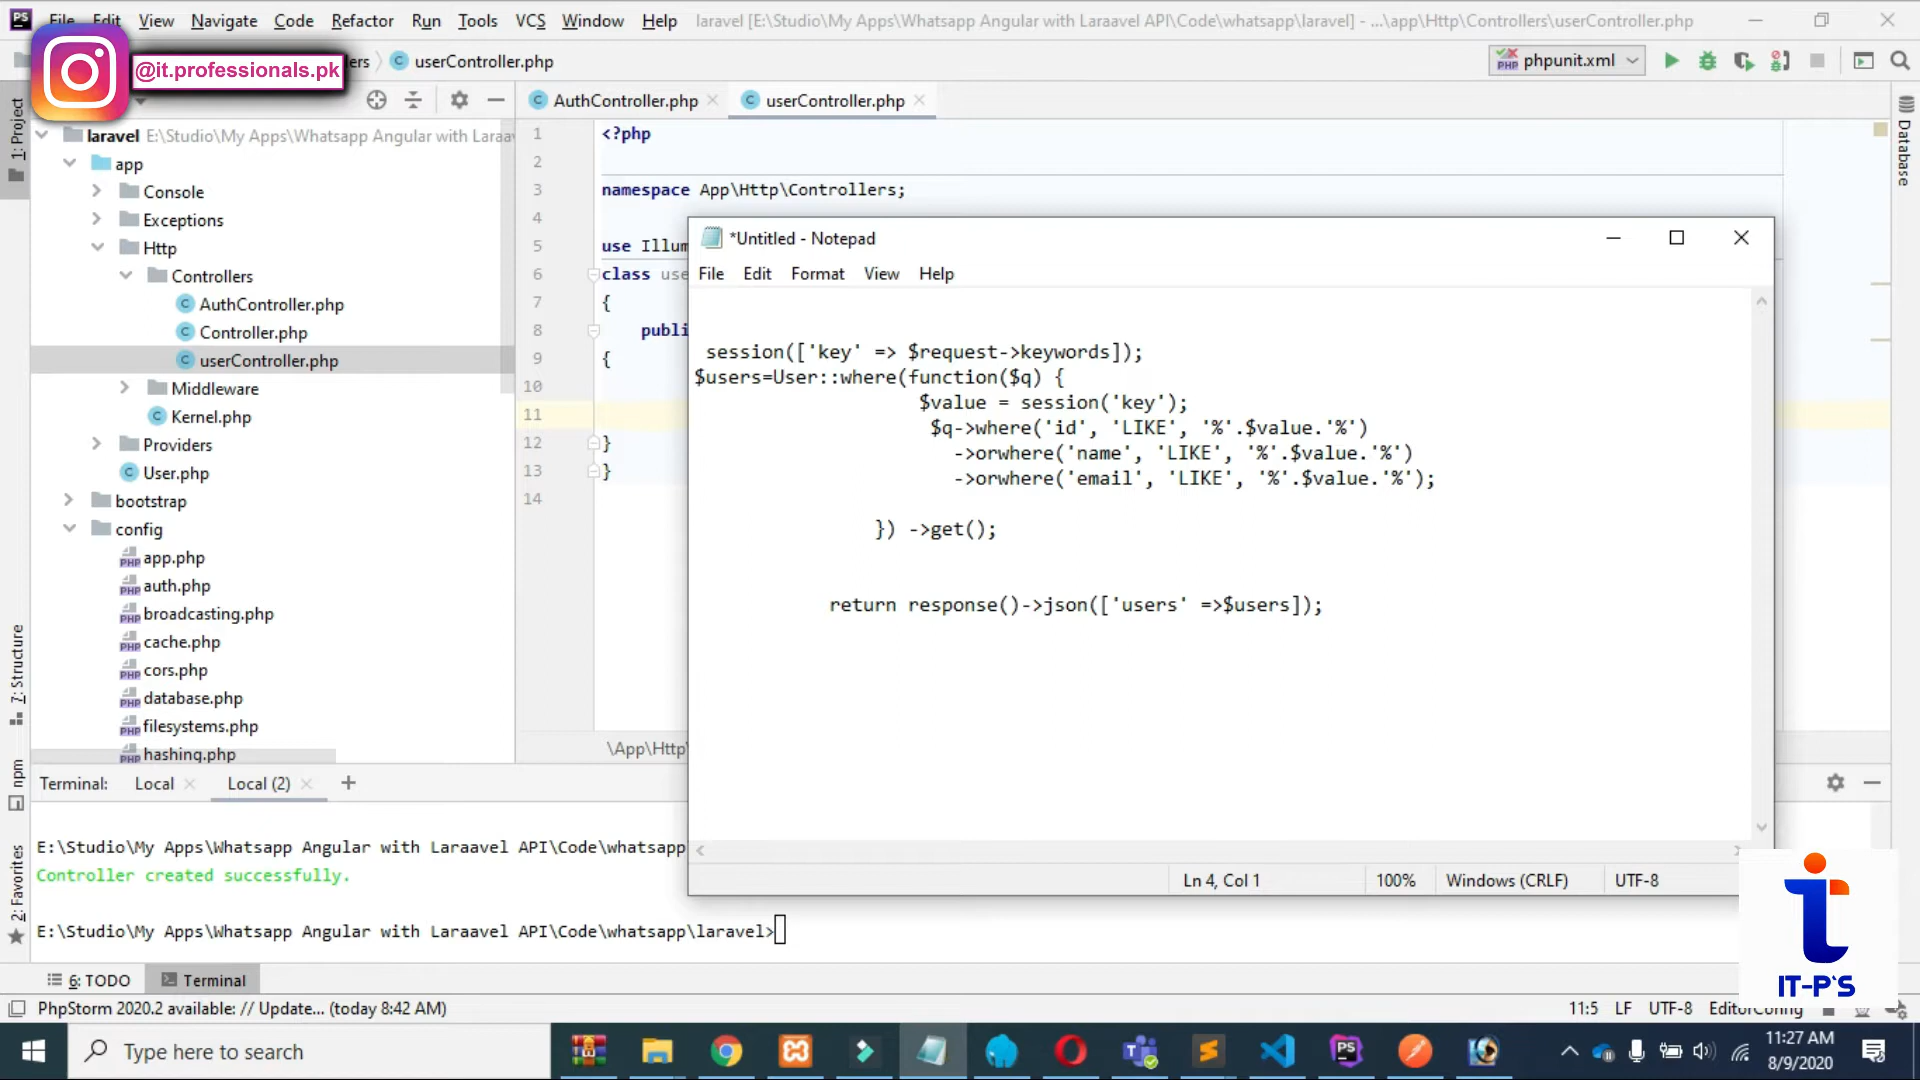 PS File Edit View Navigate Code Refactor Run Tools VCS Window Help laravel [E:\Studio\My Apps\Whatsapp Angular with Laraavel API\Code\whatsapp\laravel] - ...\app\Http\Controllers\userController.php
@it.professionals.pk
ers userController.php
phpunit.xml
AuthController.php
userController.php
1: Project
Database
laravel E:\Studio\My Apps\Whatsapp Angular with Laraav
app
Console
Exceptions
Http
Controllers
AuthController.php
Controller.php
userController.php
Middleware
Kernel.php
Providers
User.php
bootstrap
config
app.php
auth.php
broadcasting.php
cache.php
cors.php
database.php
filesystems.php
hashing.php
1 <?php
2
3 namespace App\Http\Controllers;
4
5 use Illum
6 class use
7 {
8 publi
9 {
10
11
12 }
13 }
14
\App\Http
*Untitled - Notepad
File Edit Format View Help
session(['key' => $request->keywords]);
$users=User::where(function($q) {
$value = session('key');
$q->where('id', 'LIKE', '%'.$value.'%')
->orwhere('name', 'LIKE', '%'.$value.'%')
->orwhere('email', 'LIKE', '%'.$value.'%');
}) ->get();
return response()->json(['users' =>$users]);
Ln 4, Col 1 100% Windows (CRLF) UTF-8
7: Structure
npm
2: Favorites
Terminal: Local Local (2) +
E:\Studio\My Apps\Whatsapp Angular with Laraavel API\Code\whatsapp
Controller created successfully.
E:\Studio\My Apps\Whatsapp Angular with Laraavel API\Code\whatsapp\laravel>
IT-P`S
6: TODO Terminal
PhpStorm 2020.2 available: // Update... (today 8:42 AM)
11:5 LF UTF-8 EditorConfig
Type here to search
11:27 AM
8/9/2020